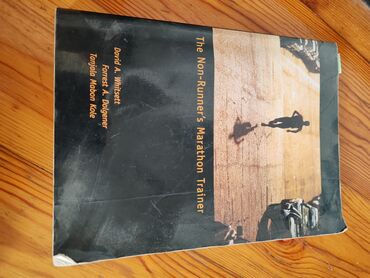 The Non-Runner's Marathon Trainer
David A. Whitsett
Forrest A. Dolgener
Tanjala Mabon Kole